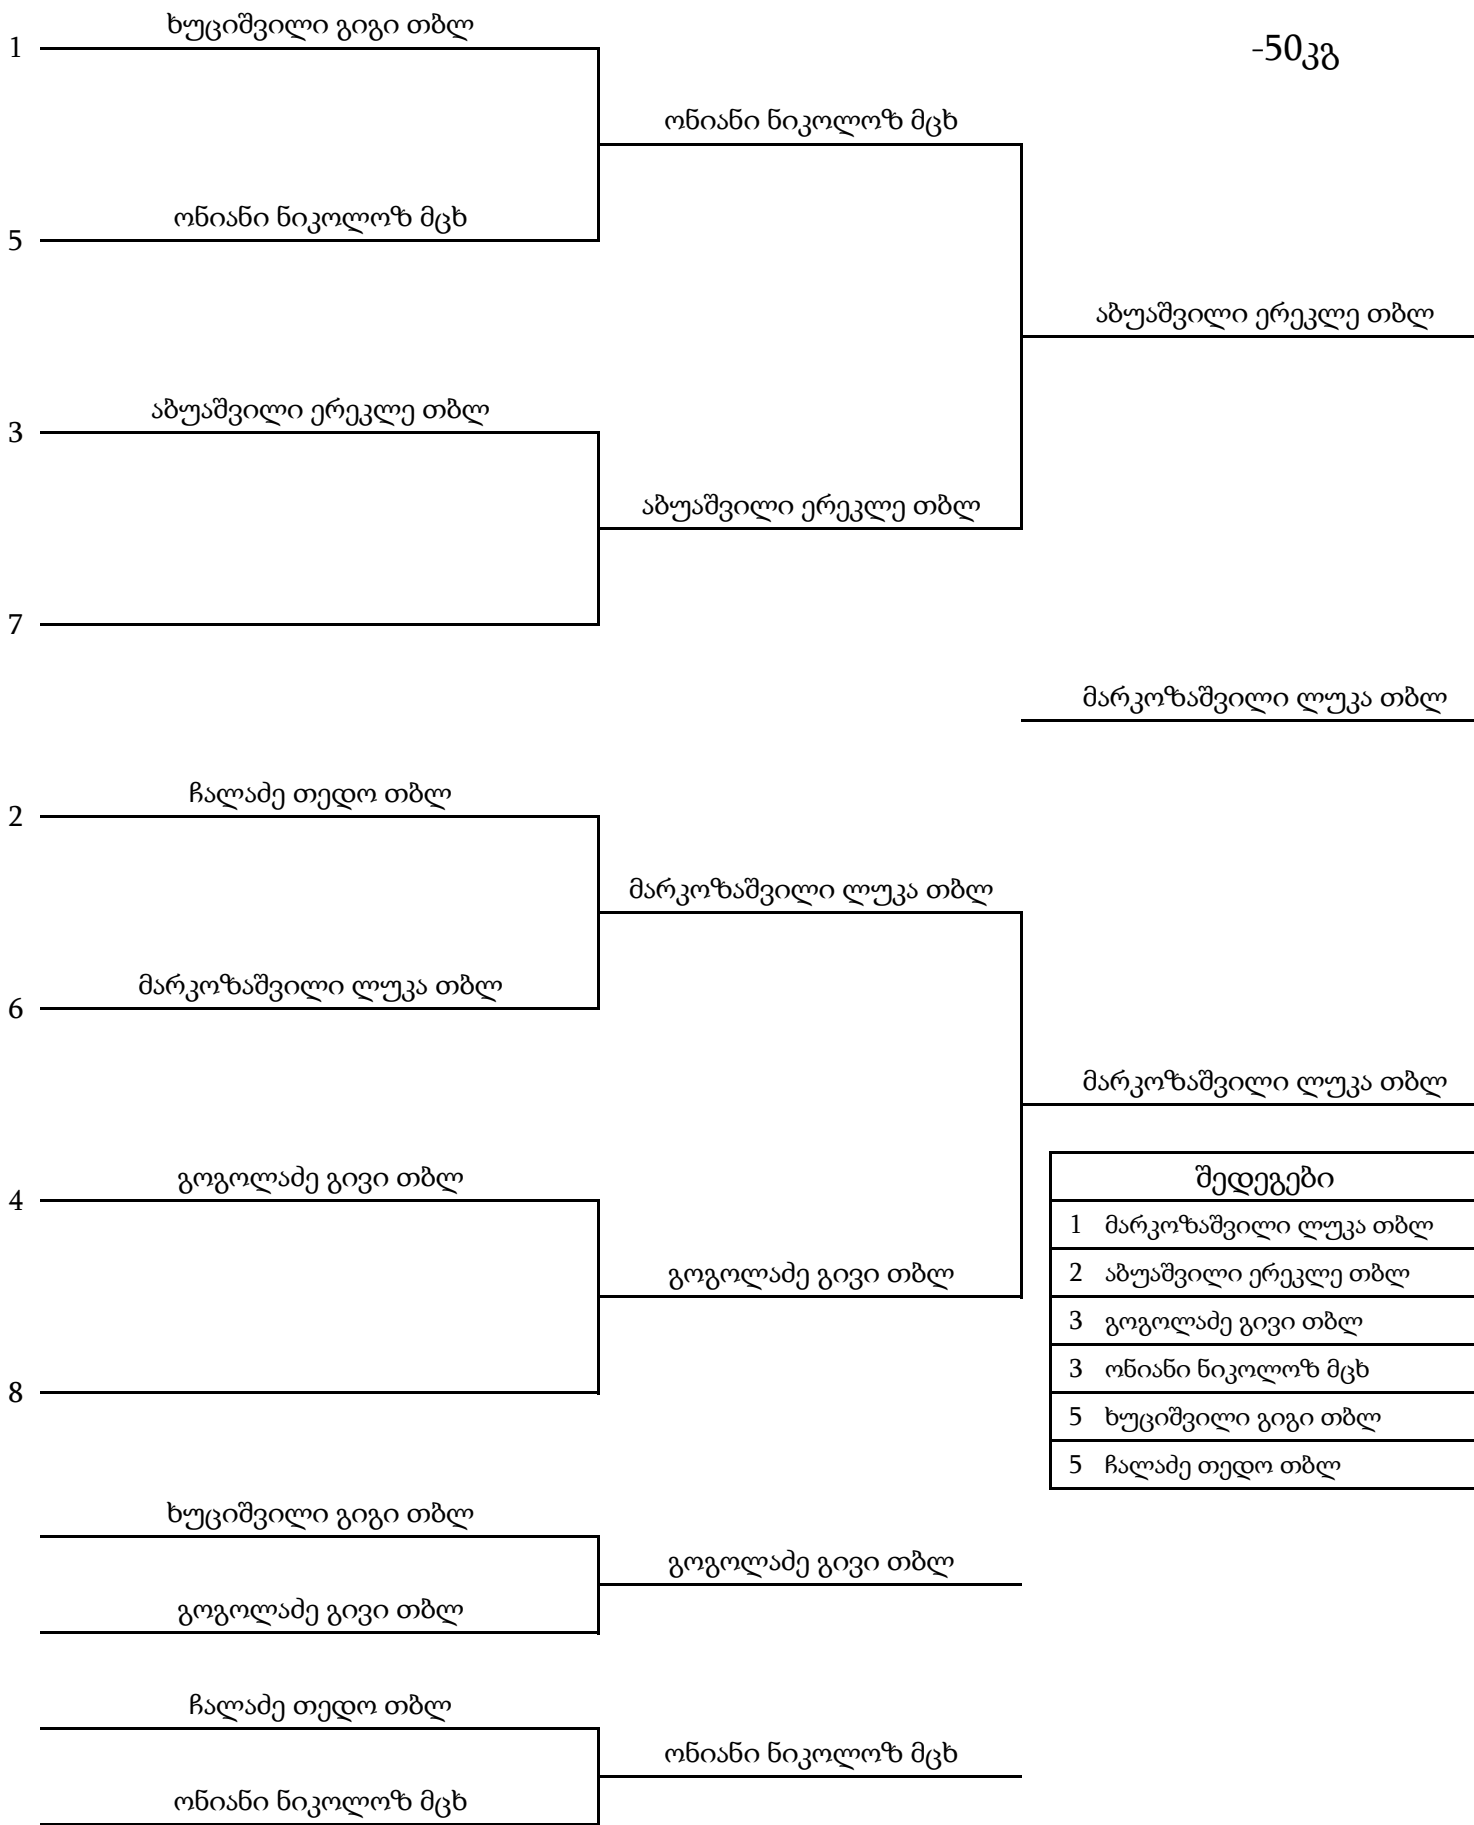 ხუციშვილი გიგი თბლ
1
-50კგ
ონიანი ნიკოლოზ მცხ
ონიანი ნიკოლოზ მცხ
5
აბუაშვილი ერეკლე თბლ
აბუაშვილი ერეკლე თბლ
3
აბუაშვილი ერეკლე თბლ
7
მარკოზაშვილი ლუკა თბლ
ჩალაძე თედო თბლ
2
მარკოზაშვილი ლუკა თბლ
მარკოზაშვილი ლუკა თბლ
6
მარკოზაშვილი ლუკა თბლ
გოგოლაძე გივი თბლ
4
გოგოლაძე გივი თბლ
8
შედეგები
1 მარკოზაშვილი ლუკა თბლ
2 აბუაშვილი ერეკლე თბლ
3 გოგოლაძე გივი თბლ
3 ონიანი ნიკოლოზ მცხ
5 ხუციშვილი გიგი თბლ
5 ჩალაძე თედო თბლ
ხუციშვილი გიგი თბლ
გოგოლაძე გივი თბლ
გოგოლაძე გივი თბლ
ჩალაძე თედო თბლ
ონიანი ნიკოლოზ მცხ
ონიანი ნიკოლოზ მცხ